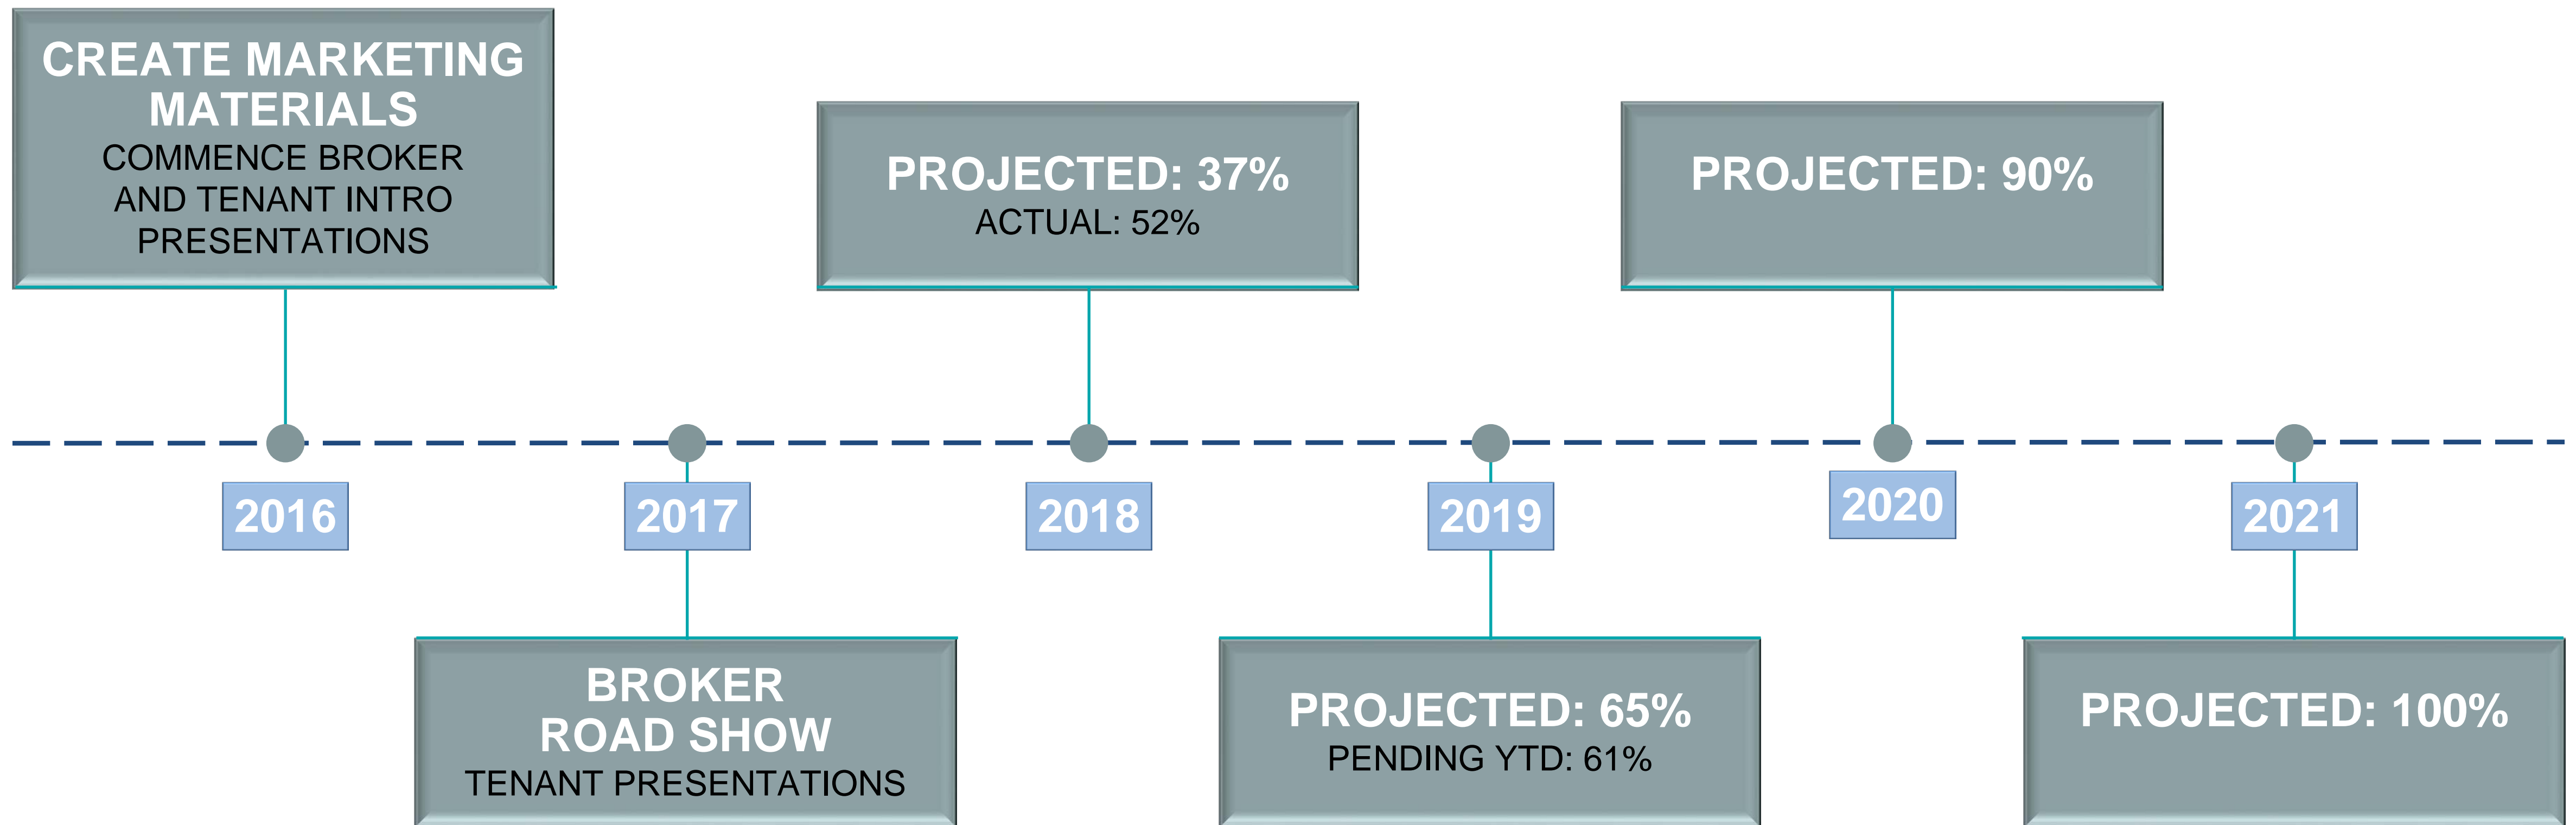 CREATE MARKETING
MATERIALS
COMMENCE BROKER
AND TENANT INTRO
PRESENTATIONS
PROJECTED: 37%
ACTUAL: 52%
PROJECTED: 90%
2016
2017
2018
2019
2020
2021
BROKER
ROAD SHOW
TENANT PRESENTATIONS
PROJECTED: 65%
PENDING YTD: 61%
PROJECTED: 100%